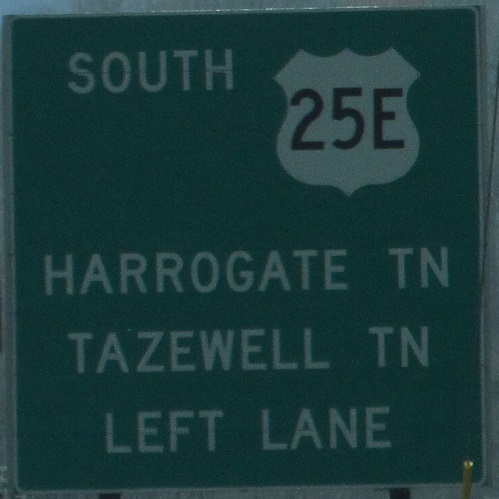 SOUTH 25E
HARROGATE TN
TAZEWELL TN
LEFT LANE